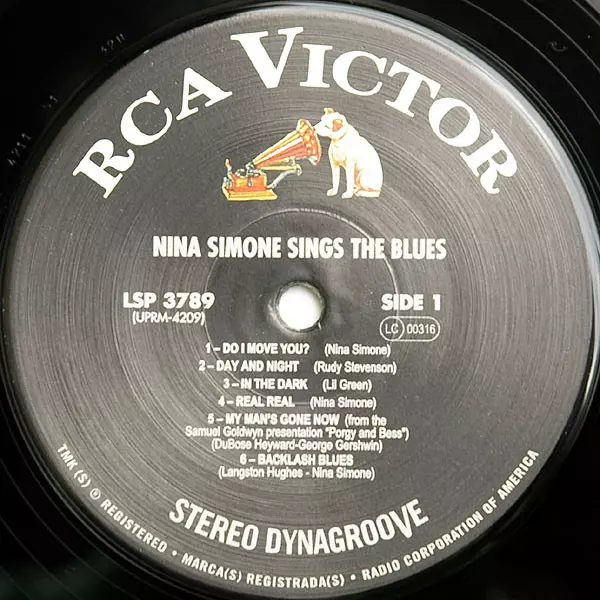 RCA VICTOR
NINA SIMONE SINGS THE BLUES
LSP 3789
(UPRM-4209)
SIDE 1
LC 00316
1 – DO I MOVE YOU? (Nina Simone)
2 – DAY AND NIGHT (Rudy Stevenson)
3 – IN THE DARK (Lil Green)
4 – REAL REAL (Nina Simone)
5 – MY MAN'S GONE NOW (from the
Samuel Goldwyn presentation "Porgy and Bess")
(DuBose Heyward-George Gershwin)
6 – BACKLASH BLUES
(Langston Hughes - Nina Simone)
STEREO DYNAGROOVE
TMK (S) ® REGISTERED • MARCA(S) REGISTRADA(S) • RADIO CORPORATION OF AMERICA